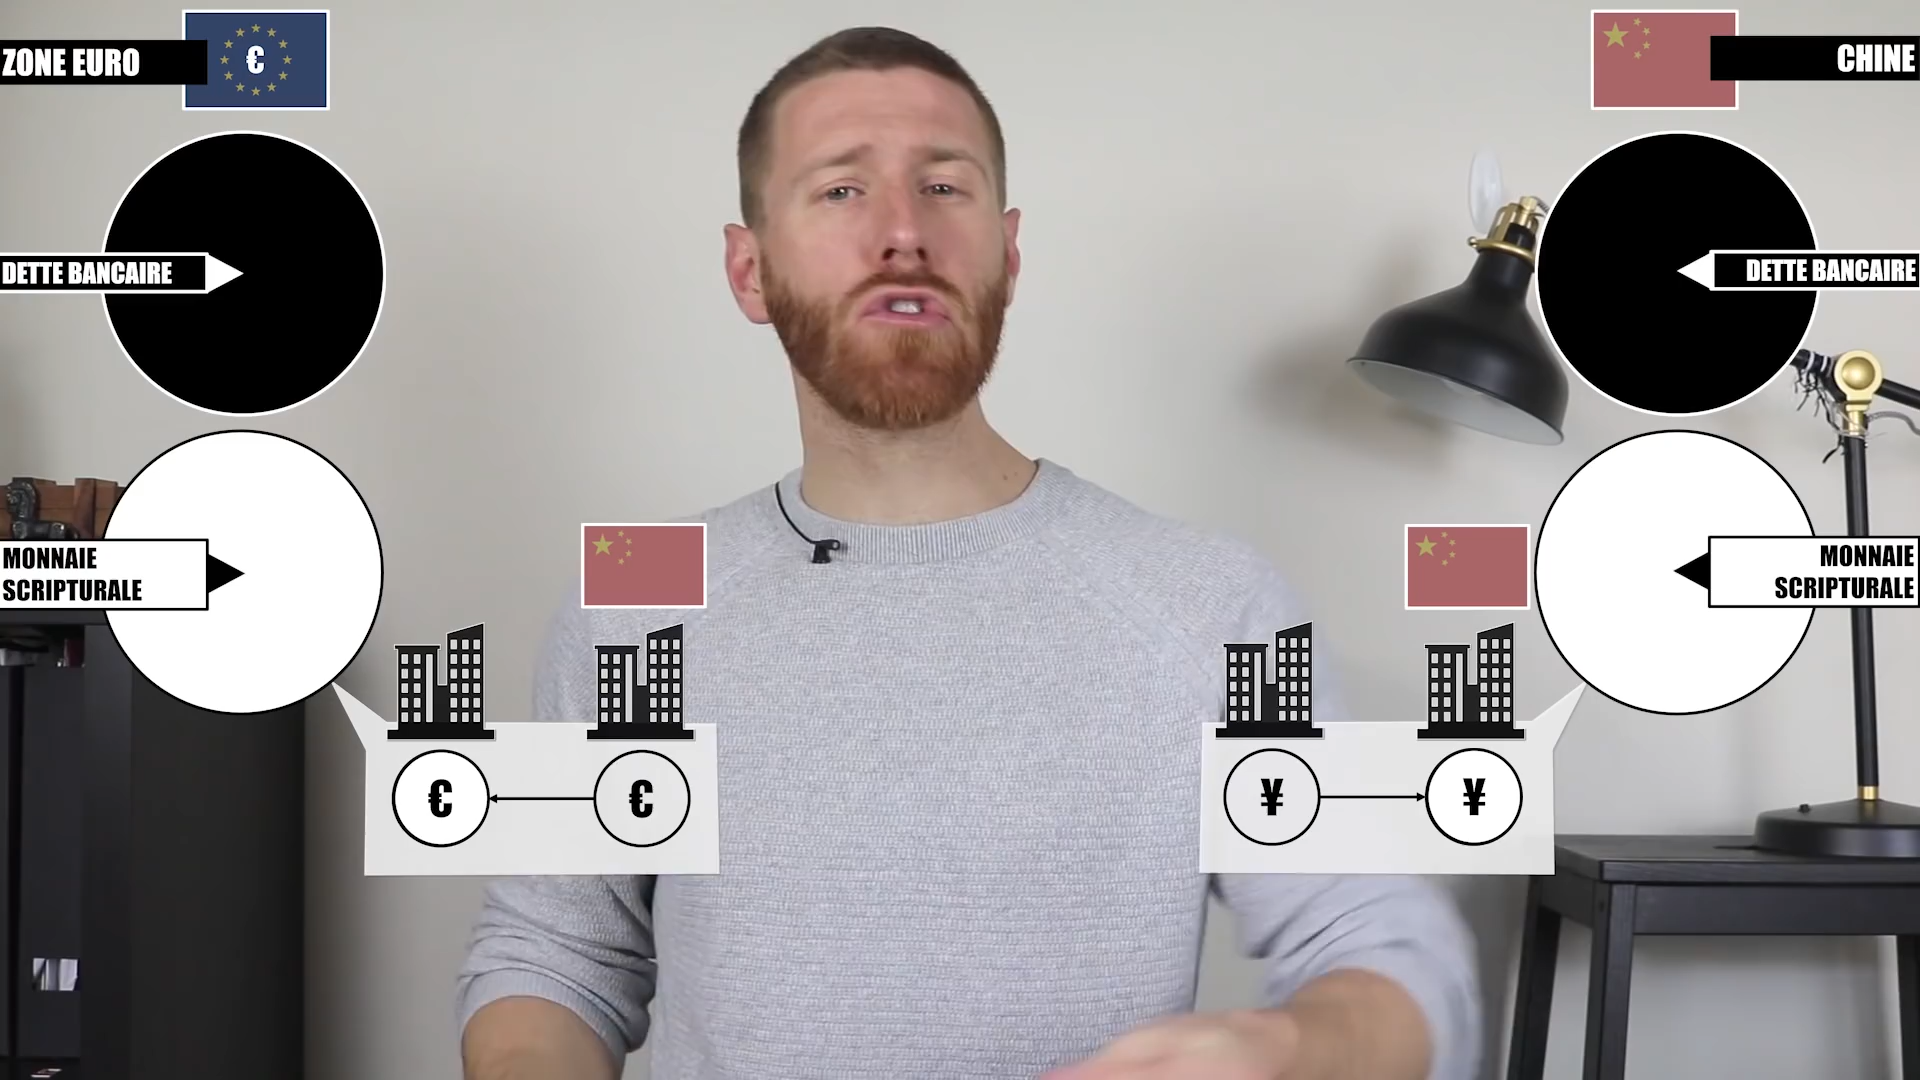 ZONE EURO
€
CHINE
DETTE BANCAIRE
DETTE BANCAIRE
MONNAIE
SCRIPTURALE
MONNAIE
SCRIPTURALE
€ €
¥ ¥